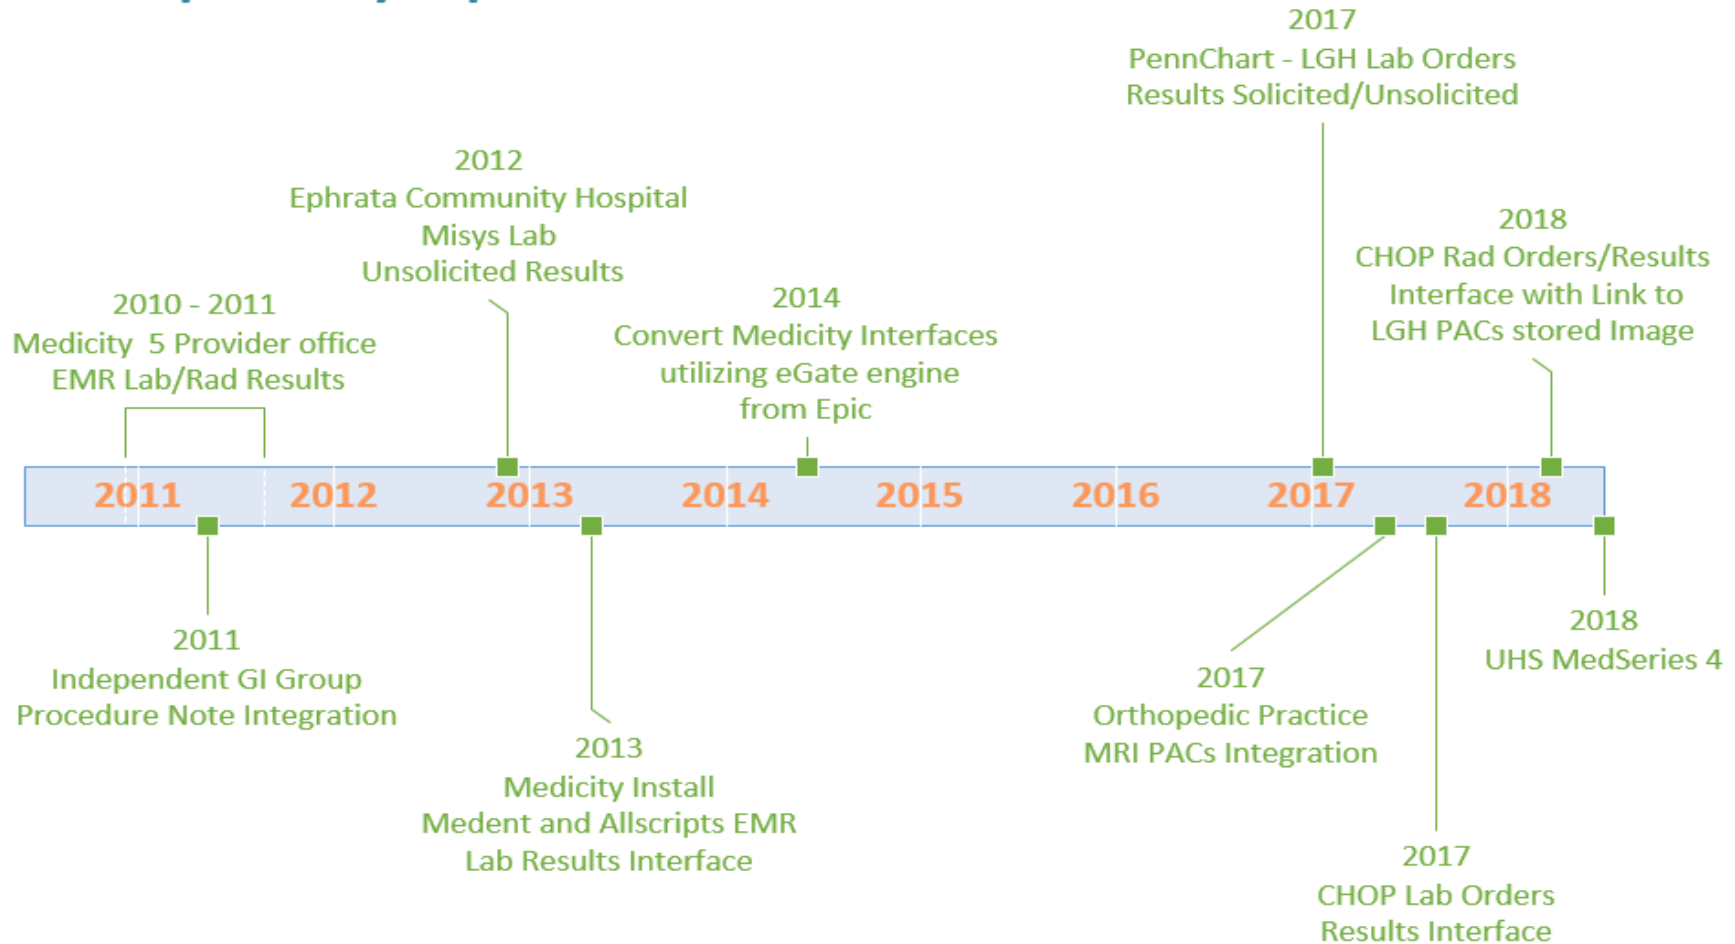 2017
PennChart - LGH Lab Orders
Results Solicited/Unsolicited
2012
Ephrata Community Hospital
Misys Lab
Unsolicited Results
2018
CHOP Rad Orders/Results
Interface with Link to
LGH PACs stored Image
2010 - 2011
Medicity 5 Provider office
EMR Lab/Rad Results
2014
Convert Medicity Interfaces
utilizing eGate engine
from Epic
2011 2012 2013 2014 2015 2016 2017 2018
2011
Independent GI Group
Procedure Note Integration
2013
Medicity Install
Medent and Allscripts EMR
Lab Results Interface
2017
Orthopedic Practice
MRI PACs Integration
2017
CHOP Lab Orders
Results Interface
2018
UHS MedSeries 4